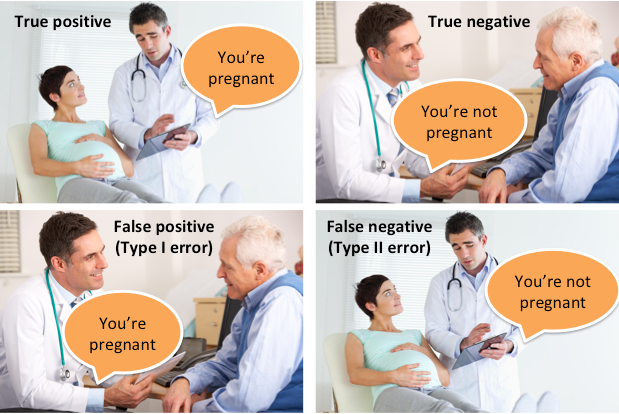 True positive
You’re
pregnant
True negative
You’re not
pregnant
False positive
(Type I error)
You’re
pregnant
False negative
(Type II error)
You’re not
pregnant